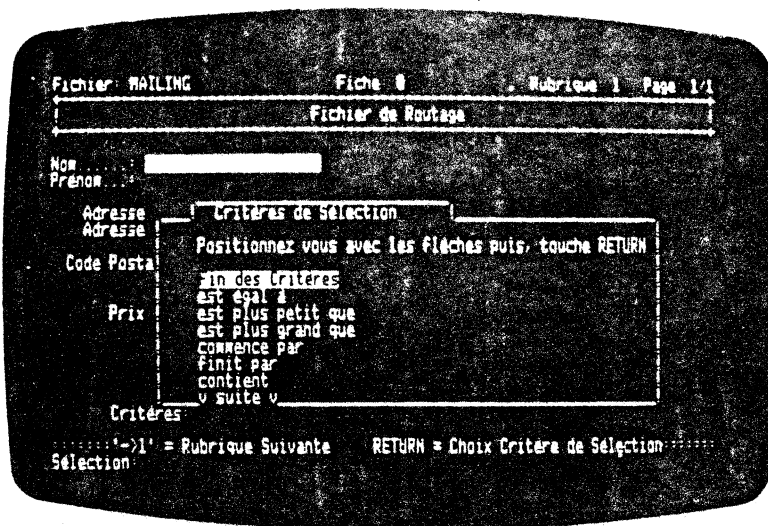 Fichier: MAILING Fiche 0 Rubrique 1 Page 1/1
Fichier de Routage
Nom......:
Prénom...:
Adresse
Critères de Sélection
Adresse
Positionnez vous avec les flèches puis, touche RETURN
Code Posta
Fin des Critères
est égal à
Prix
est plus petit que
est plus grand que
commence par
finit par
contient
v suite v
Critères:
'->1' = Rubrique Suivante RETURN = Choix Critère de Sélection
Sélection: